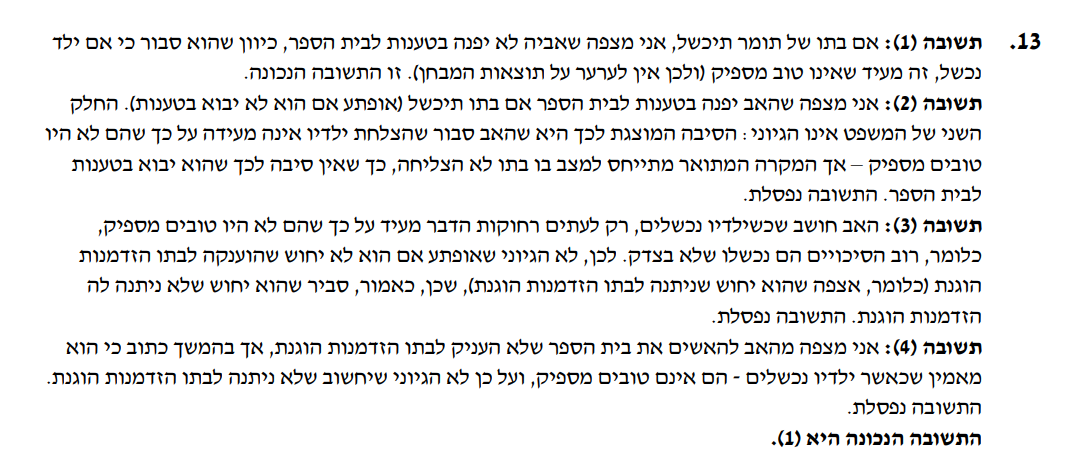 13. תשובה (1): אם בתו של תומר תיכשל, אני מצפה שאביה לא יפנה בטענות לבית הספר, כיוון שהוא סבור כי אם ילד
נכשל, זה מעיד שאינו טוב מספיק (ולכן אין לערער על תוצאות המבחן). זו התשובה הנכונה.
תשובה (2): אני מצפה שהאב יפנה בטענות לבית הספר אם בתו תיכשל (אופתע אם הוא לא יבוא בטענות). החלק
השני של המשפט אינו הגיוני: הסיבה המוצגת לכך היא שהאב סבור שהצלחת ילדיו אינה מעידה על כך שהם לא היו
טובים מספיק – אך המקרה המתואר מתייחס למצב בו בתו לא הצליחה, כך שאין סיבה לכך שהוא יבוא בטענות
לבית הספר. התשובה נפסלת.
תשובה (3): האב חושב שכשילדיו נכשלים, רק לעתים רחוקות הדבר מעיד על כך שהם לא היו טובים מספיק,
כלומר, רוב הסיכויים הם נכשלו שלא בצדק. לכן, לא הגיוני שאופתע אם הוא לא יחוש שהוענקה לבתו הזדמנות
הוגנת (כלומר, אצפה שהוא יחוש שניתנה לבתו הזדמנות הוגנת), שכן, כאמור, סביר שהוא יחוש שלא ניתנה לה
הזדמנות הוגנת. התשובה נפסלת.
תשובה (4): אני מצפה מהאב להאשים את בית הספר שלא העניק לבתו הזדמנות הוגנת, אך בהמשך כתוב כי הוא
מאמין שכאשר ילדיו נכשלים - הם אינם טובים מספיק, ועל כן לא הגיוני שיחשוב שלא ניתנה לבתו הזדמנות הוגנת.
התשובה נפסלת.
התשובה הנכונה היא (1).